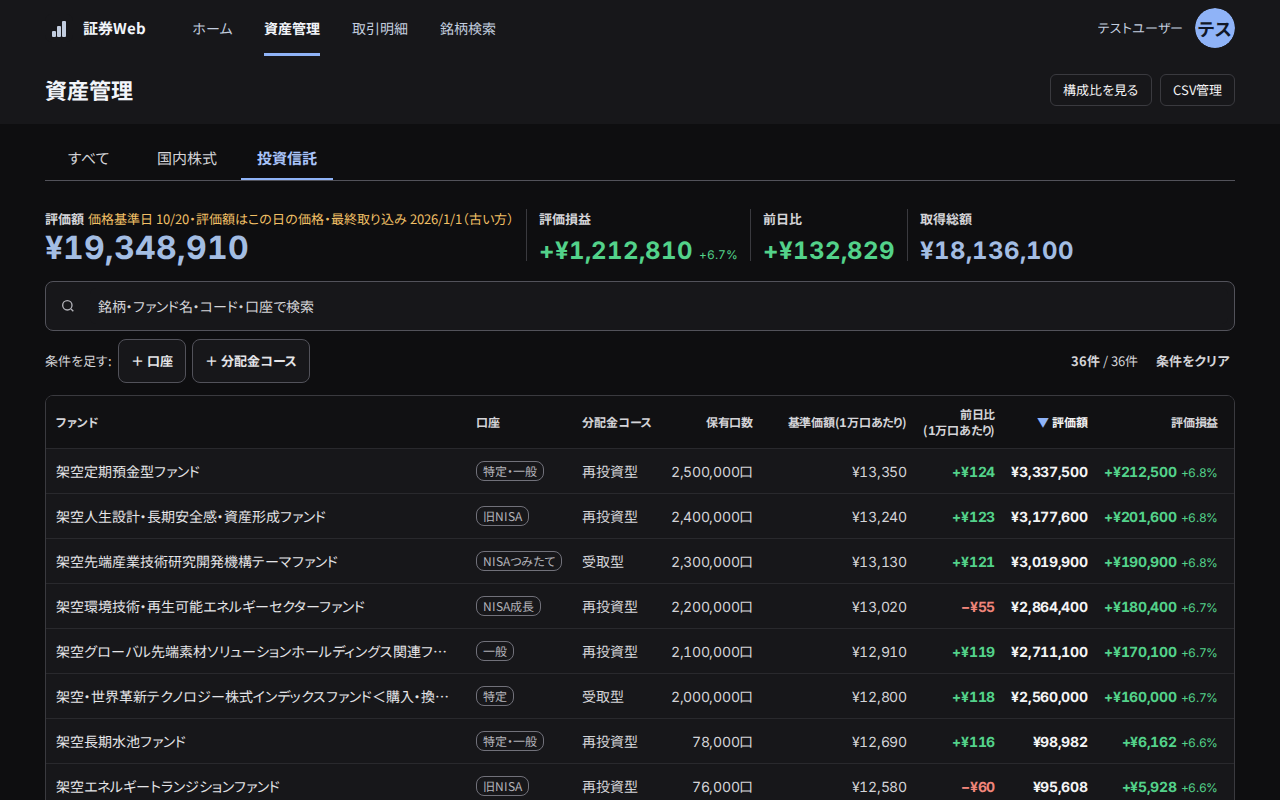 証券Web ホーム 資産管理 取引明細 銘柄検索 テストユーザー テス
資産管理 構成比を見る CSV管理
すべて 国内株式 投資信託
評価額 価格基準日 10/20・評価額はこの日の価格・最終取り込み 2026/1/1（古い方） 評価損益 前日比 取得総額
¥19,348,910 +¥1,212,810 +6.7% +¥132,829 ¥18,136,100
銘柄・ファンド名・コード・口座で検索
条件を足す: ＋ 口座 ＋ 分配金コース 36件 / 36件 条件をクリア
ファンド 口座 分配金コース 保有口数 基準価額(1万口あたり) 前日比 (1万口あたり) ▼ 評価額 評価損益
架空定期預金型ファンド 特定・一般 再投資型 2,500,000口 ¥13,350 +¥124 ¥3,337,500 +¥212,500 +6.8%
架空人生設計・長期安全感・資産形成ファンド 旧NISA 再投資型 2,400,000口 ¥13,240 +¥123 ¥3,177,600 +¥201,600 +6.8%
架空先端産業技術研究開発機構テーマファンド NISAつみたて 受取型 2,300,000口 ¥13,130 +¥121 ¥3,019,900 +¥190,900 +6.8%
架空環境技術・再生可能エネルギーセクターファンド NISA成長 再投資型 2,200,000口 ¥13,020 −¥55 ¥2,864,400 +¥180,400 +6.7%
架空グローバル先端素材ソリューションホールディングス関連フ… 一般 再投資型 2,100,000口 ¥12,910 +¥119 ¥2,711,100 +¥170,100 +6.7%
架空・世界革新テクノロジー株式インデックスファンド＜購入・換… 特定 受取型 2,000,000口 ¥12,800 +¥118 ¥2,560,000 +¥160,000 +6.7%
架空長期水池ファンド 特定・一般 再投資型 78,000口 ¥12,690 +¥116 ¥98,982 +¥6,162 +6.6%
架空エネルギートランジションファンド 旧NISA 再投資型 76,000口 ¥12,580 −¥60 ¥95,608 +¥5,928 +6.6%